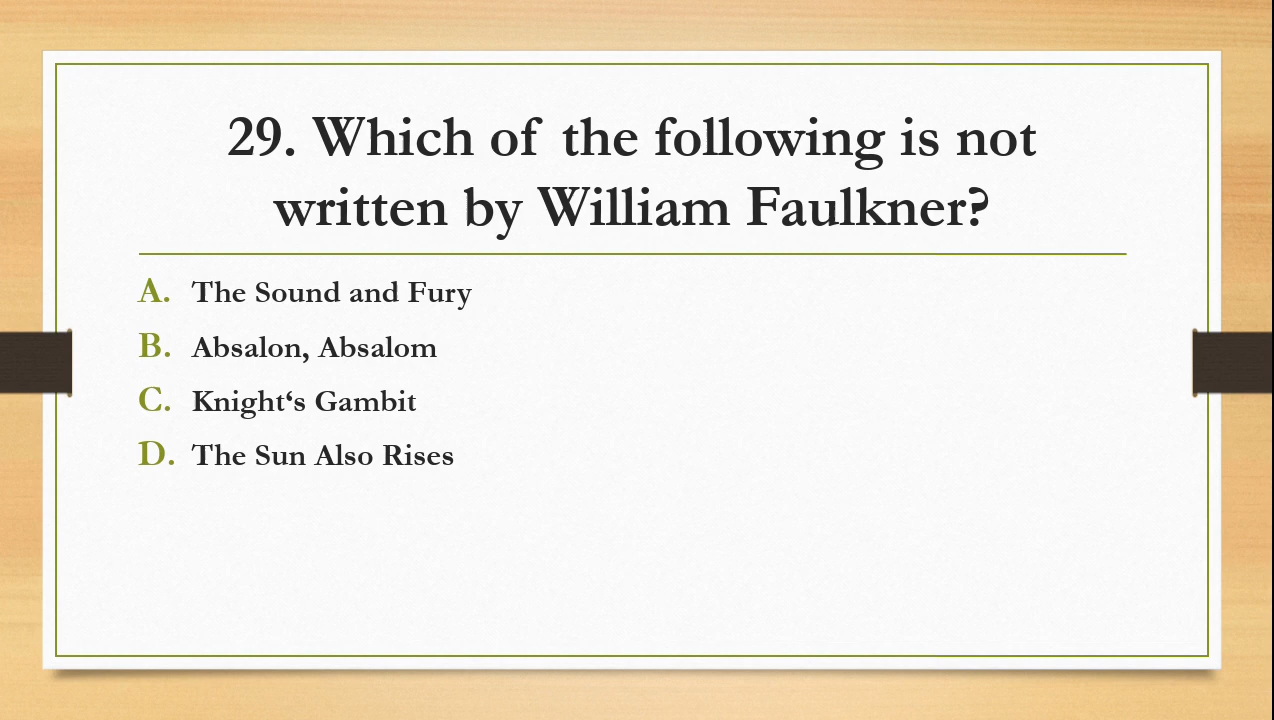 29. Which of the following is not
written by William Faulkner?
A. The Sound and Fury
B. Absalon, Absalom
C. Knight‘s Gambit
D. The Sun Also Rises